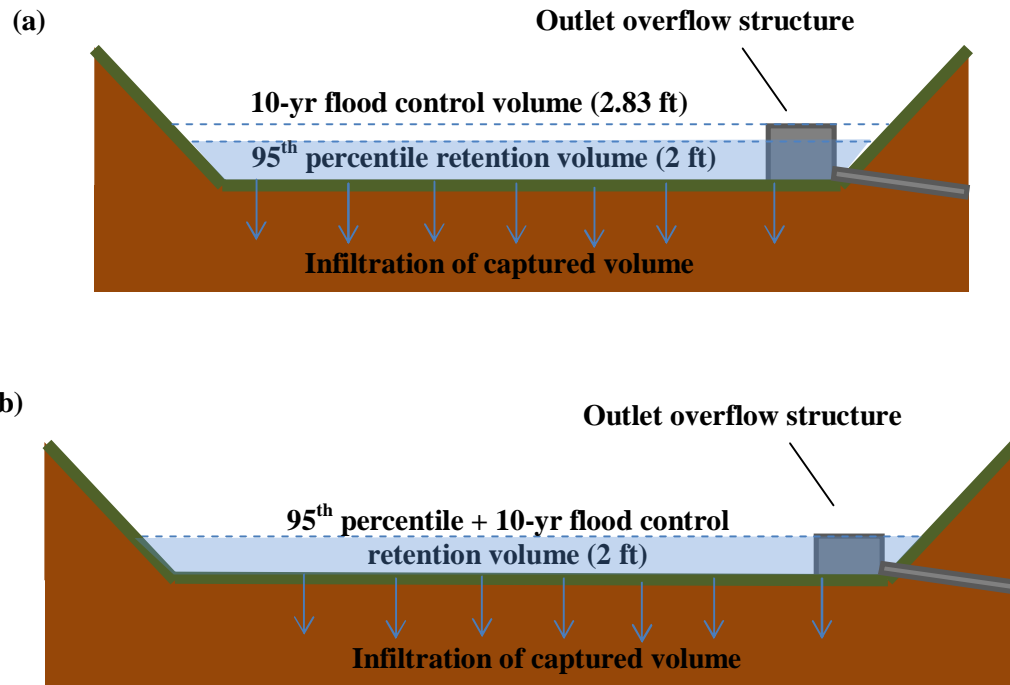 (a)
Outlet overflow structure
10-yr flood control volume (2.83 ft)
95th percentile retention volume (2 ft)
Infiltration of captured volume
b)
Outlet overflow structure
95th percentile + 10-yr flood control
retention volume (2 ft)
Infiltration of captured volume